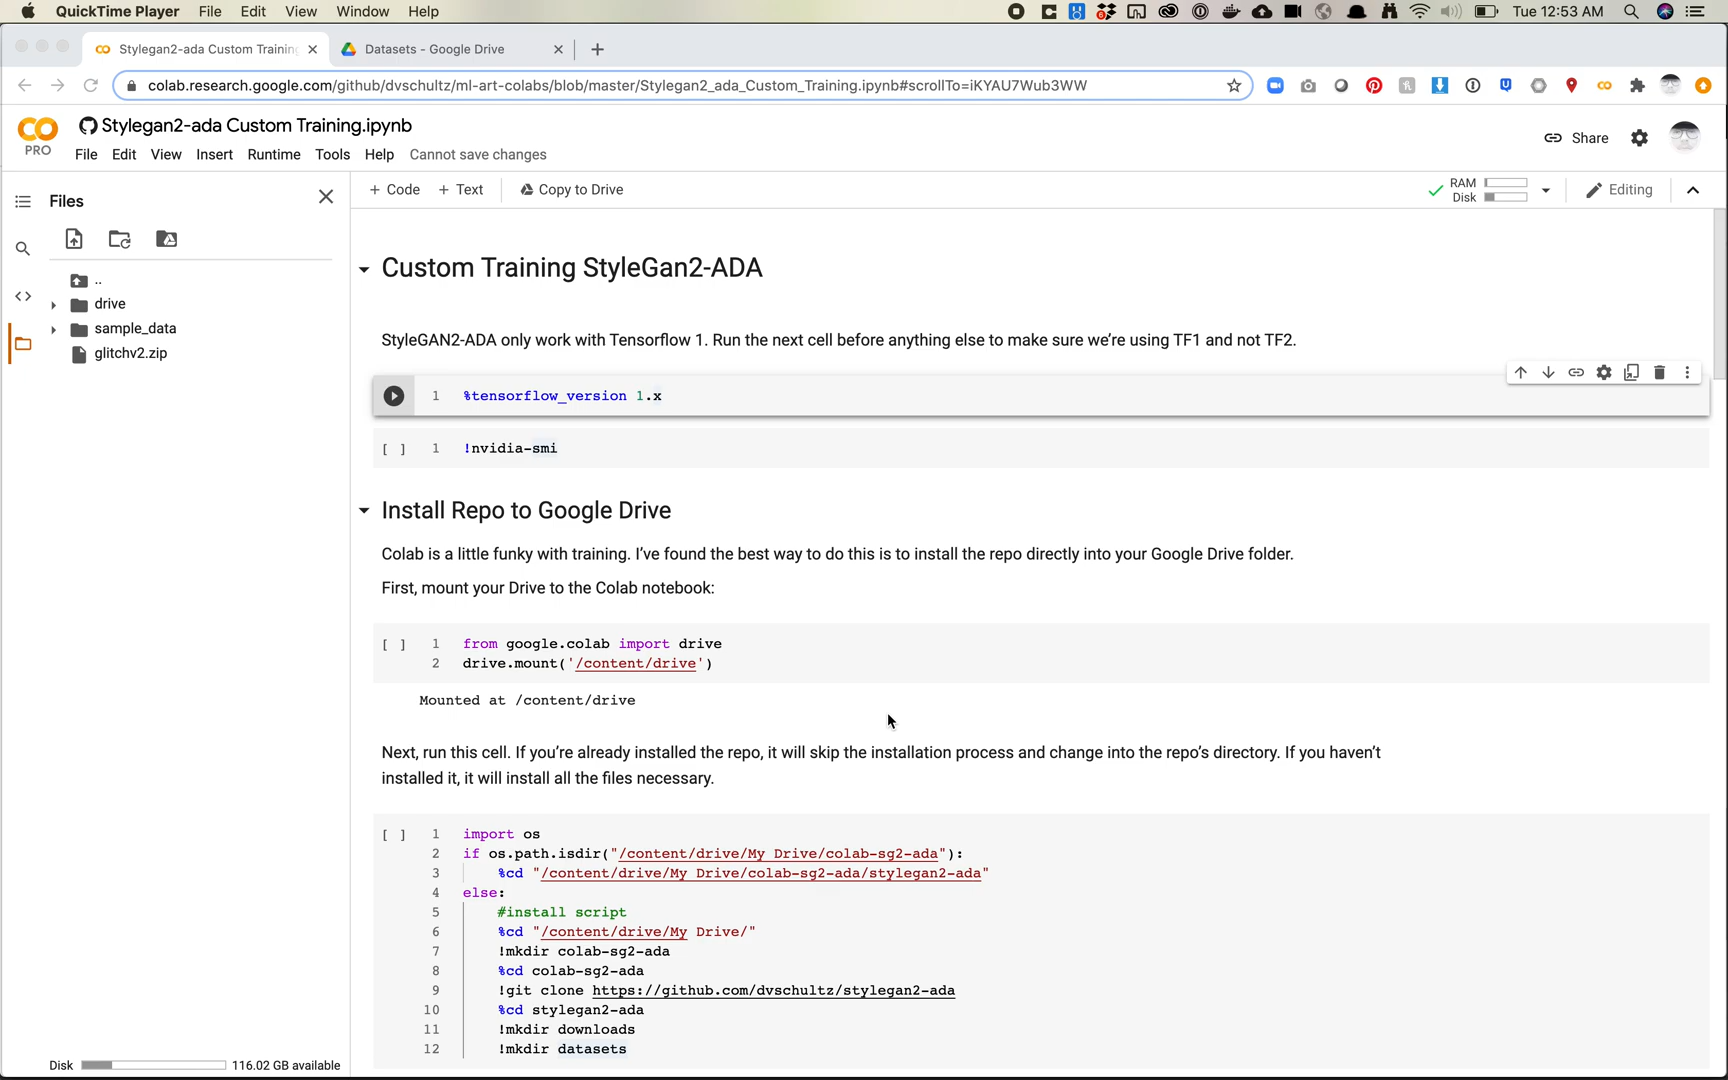 QuickTime Player File Edit View Window Help Tue 12:53 AM
Stylegan2-ada Custom Training Datasets - Google Drive
colab.research.google.com/github/dvschultz/ml-art-colabs/blob/master/Stylegan2_ada_Custom_Training.ipynb#scrollTo=iKYAU7Wub3WW
CO
PRO
Stylegan2-ada Custom Training.ipynb
Share
File Edit View Insert Runtime Tools Help Cannot save changes
Files
+ Code + Text Copy to Drive
RAM
Disk
Editing
..
drive
sample_data
glitchv2.zip
Custom Training StyleGan2-ADA
StyleGAN2-ADA only work with Tensorflow 1. Run the next cell before anything else to make sure we're using TF1 and not TF2.
1 %tensorflow_version 1.x
[ ] 1 !nvidia-smi
Install Repo to Google Drive
Colab is a little funky with training. I've found the best way to do this is to install the repo directly into your Google Drive folder.
First, mount your Drive to the Colab notebook:
[ ] 1 from google.colab import drive
2 drive.mount('/content/drive')
Mounted at /content/drive
Next, run this cell. If you're already installed the repo, it will skip the installation process and change into the repo's directory. If you haven't
installed it, it will install all the files necessary.
[ ] 1 import os
2 if os.path.isdir("/content/drive/My Drive/colab-sg2-ada"):
3 %cd "/content/drive/My Drive/colab-sg2-ada/stylegan2-ada"
4 else:
5 #install script
6 %cd "/content/drive/My Drive/"
7 !mkdir colab-sg2-ada
8 %cd colab-sg2-ada
9 !git clone https://github.com/dvschultz/stylegan2-ada
10 %cd stylegan2-ada
11 !mkdir downloads
12 !mkdir datasets
Disk 116.02 GB available